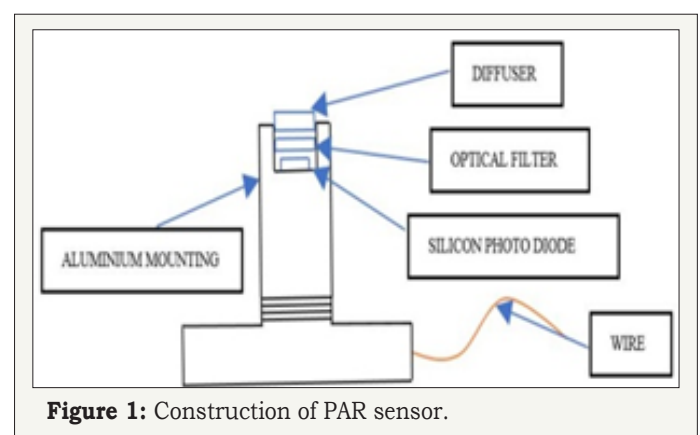 DIFFUSER
OPTICAL FILTER
SILICON PHOTO DIODE
ALUMINIUM MOUNTING
WIRE
Figure 1: Construction of PAR sensor.